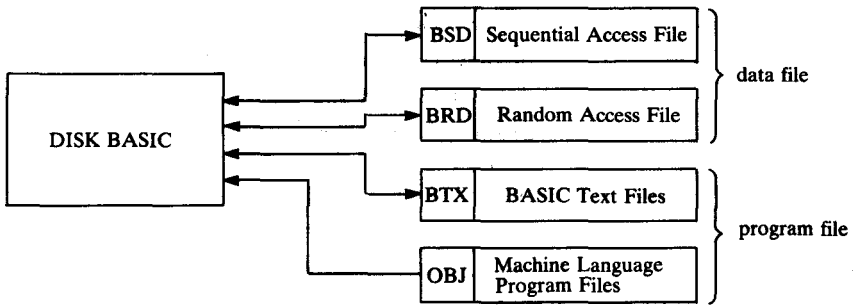 BSD Sequential Access File
data file
BRD Random Access File
DISK BASIC
BTX BASIC Text Files
program file
OBJ Machine Language
Program Files